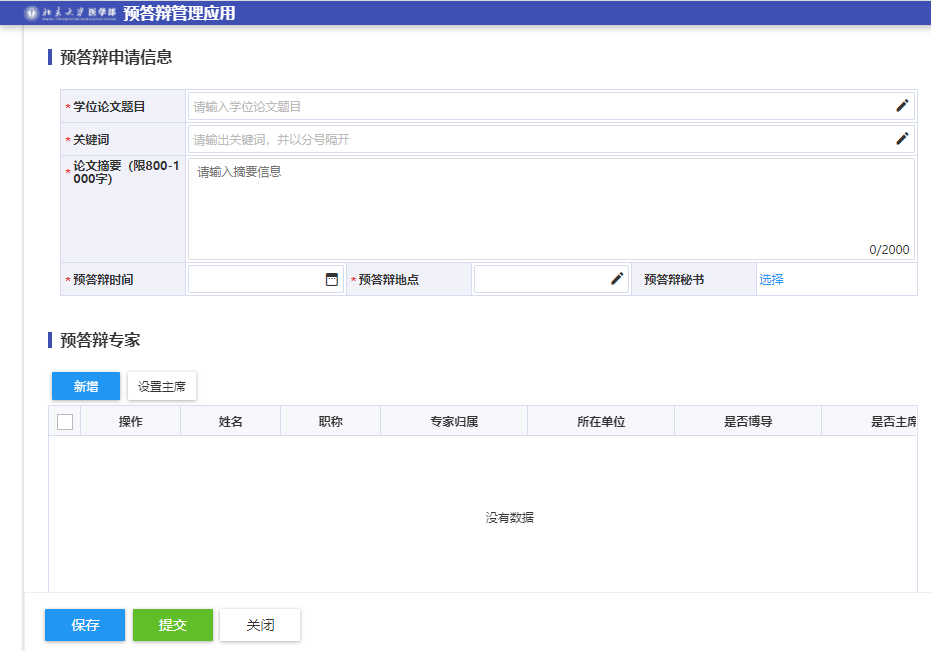 北京大学医学部 预答辩管理应用
预答辩申请信息
*学位论文题目 请输入学位论文题目
*关键词 请输出关键词，并以分号隔开
*论文摘要（限800-1
000字） 请输入摘要信息
0/2000
*预答辩时间 *预答辩地点 预答辩秘书 选择
预答辩专家
新增 设置主席
操作 姓名 职称 专家归属 所在单位 是否博导 是否主席
没有数据
保存 提交 关闭